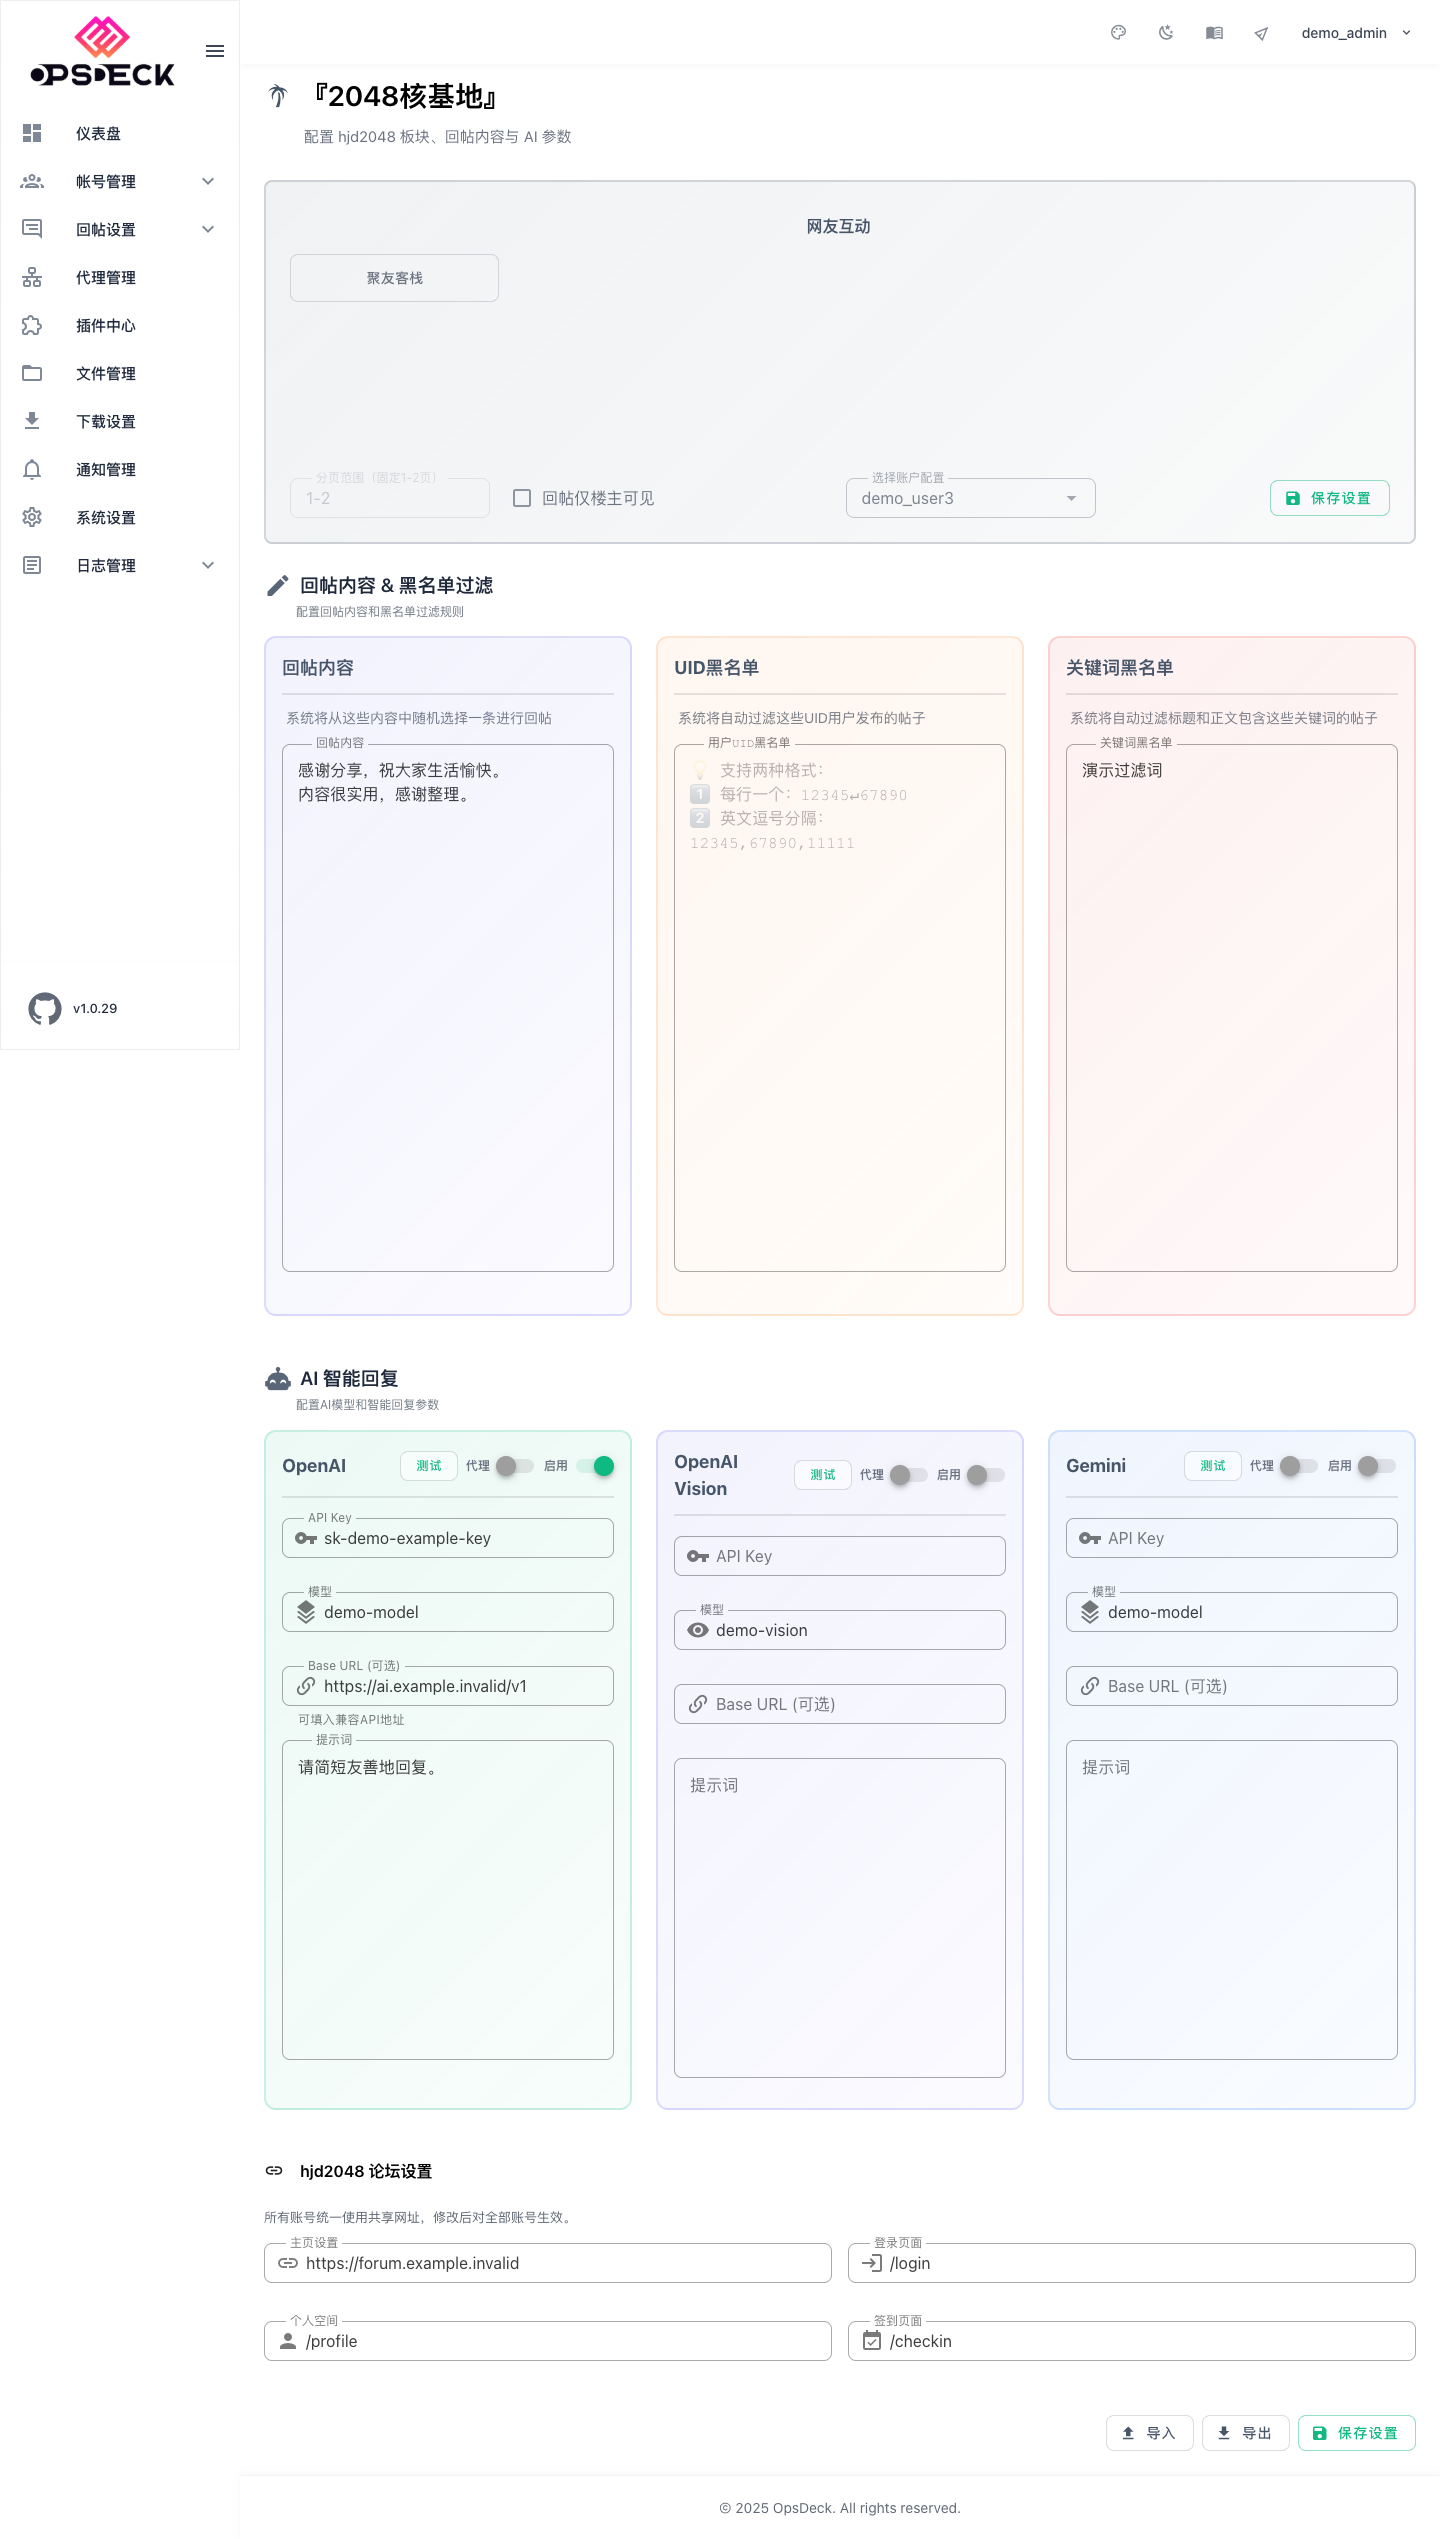 OPSDECK
仪表盘
帐号管理
回帖设置
代理管理
插件中心
文件管理
下载设置
通知管理
系统设置
日志管理
v1.0.29
demo_admin
『2048核基地』
配置 hjd2048 板块、回帖内容与 AI 参数
网友互动
聚友客栈
分页范围（固定1-2页）
1-2
回帖仅楼主可见
选择账户配置
demo_user3
保存设置
回帖内容 & 黑名单过滤
配置回帖内容和黑名单过滤规则
回帖内容
系统将从这些内容中随机选择一条进行回帖
回帖内容
感谢分享，祝大家生活愉快。
内容很实用，感谢整理。
UID黑名单
系统将自动过滤这些UID用户发布的帖子
用户UID黑名单
💡 支持两种格式：
1️⃣ 每行一个：12345↵67890
2️⃣ 英文逗号分隔：
12345,67890,11111
关键词黑名单
系统将自动过滤标题和正文包含这些关键词的帖子
关键词黑名单
演示过滤词
AI 智能回复
配置AI模型和智能回复参数
OpenAI
测试
代理
启用
API Key
sk-demo-example-key
模型
demo-model
Base URL (可选)
https://ai.example.invalid/v1
可填入兼容API地址
提示词
请简短友善地回复。
OpenAI
Vision
测试
代理
启用
API Key
模型
demo-vision
Base URL (可选)
提示词
Gemini
测试
代理
启用
API Key
模型
demo-model
Base URL (可选)
提示词
hjd2048 论坛设置
所有账号统一使用共享网址，修改后对全部账号生效。
主页设置
https://forum.example.invalid
登录页面
/login
个人空间
/profile
签到页面
/checkin
导入
导出
保存设置
© 2025 OpsDeck. All rights reserved.